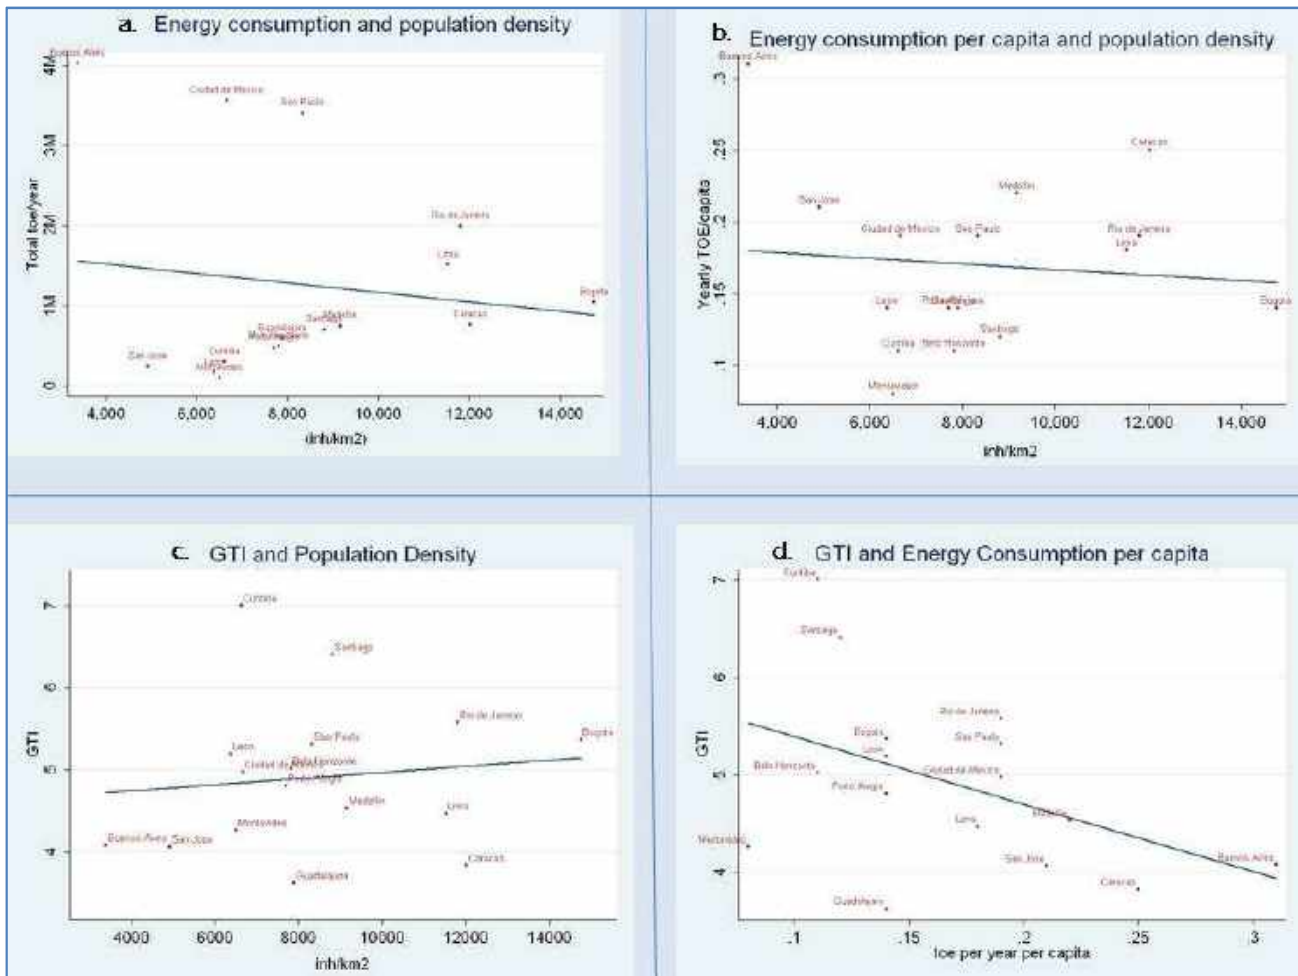 a. Energy consumption and population density
Total toe/year
4M
3M
2M
1M
0
Buenos Aires
Ciudad de Mexico
Sao Paulo
Rio de Janeiro
Lima
Bogota
Caracas
Medellin
Santiago
Guadalajara
San Jose
Curitiba
Leon
Montevideo
4,000 6,000 8,000 10,000 12,000 14,000
(inh/km2)
b. Energy consumption per capita and population density
Yearly TOE/capita
.3
.25
.2
.15
.1
Buenos Aires
Caracas
Medellin
San Jose
Ciudad de Mexico
Sao Paulo
Rio de Janeiro
Lima
Leon
Bogota
Santiago
Curitiba
Belo Horizonte
Montevideo
4,000 6,000 8,000 10,000 12,000 14,000
inh/km2
c. GTI and Population Density
GTI
7
6
5
4
Curitiba
Santiago
Rio de Janeiro
Bogota
Sao Paulo
Leon
Belo Horizonte
Ciudad de Mexico
Porto Alegre
Medellin
Lima
Montevideo
Buenos Aires
San Jose
Caracas
Guadalajara
4000 6000 8000 10000 12000 14000
inh/km2
d. GTI and Energy Consumption per capita
GTI
7
6
5
4
Curitiba
Santiago
Rio de Janeiro
Bogota
Sao Paulo
Leon
Belo Horizonte
Ciudad de Mexico
Porto Alegre
Medellin
Lima
Montevideo
San Jose
Buenos Aires
Caracas
Guadalajara
.1 .15 .2 .25 .3
toe per year per capita